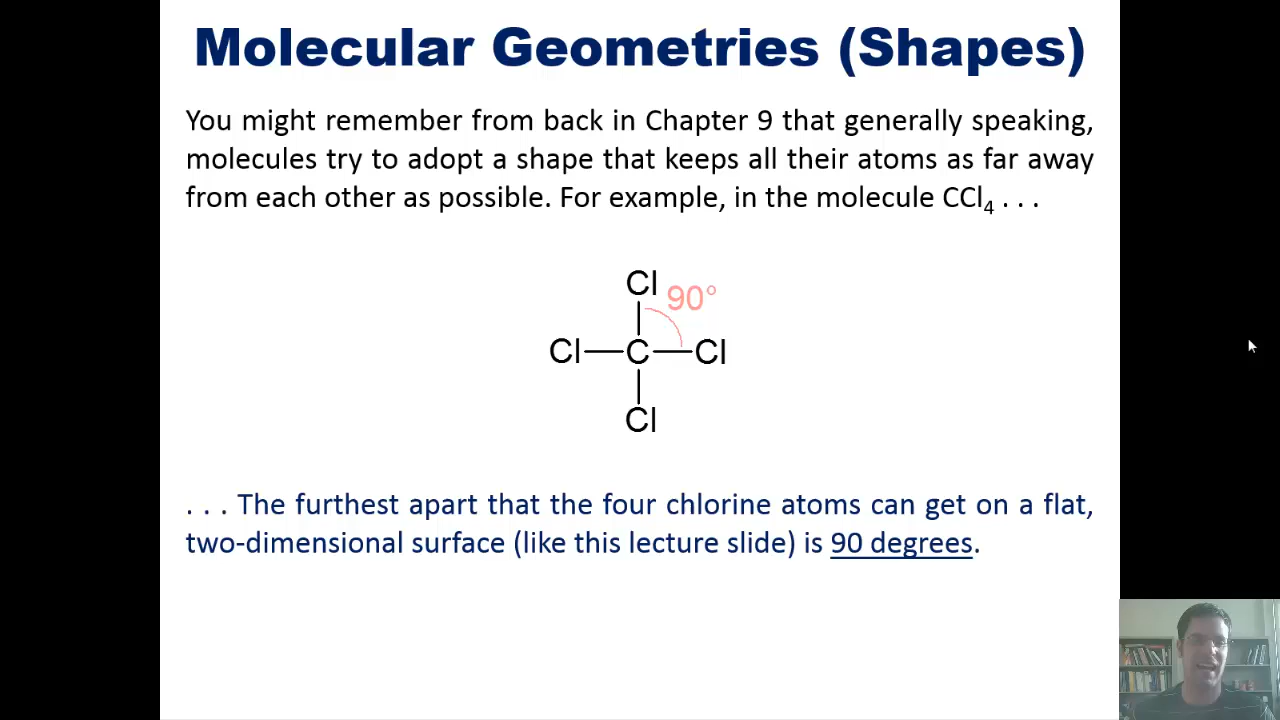 Molecular Geometries (Shapes)
You might remember from back in Chapter 9 that generally speaking,
molecules try to adopt a shape that keeps all their atoms as far away
from each other as possible. For example, in the molecule CCl₄ . . .
Cl 90°
Cl C Cl
Cl
. . . The furthest apart that the four chlorine atoms can get on a flat,
two-dimensional surface (like this lecture slide) is 90 degrees.